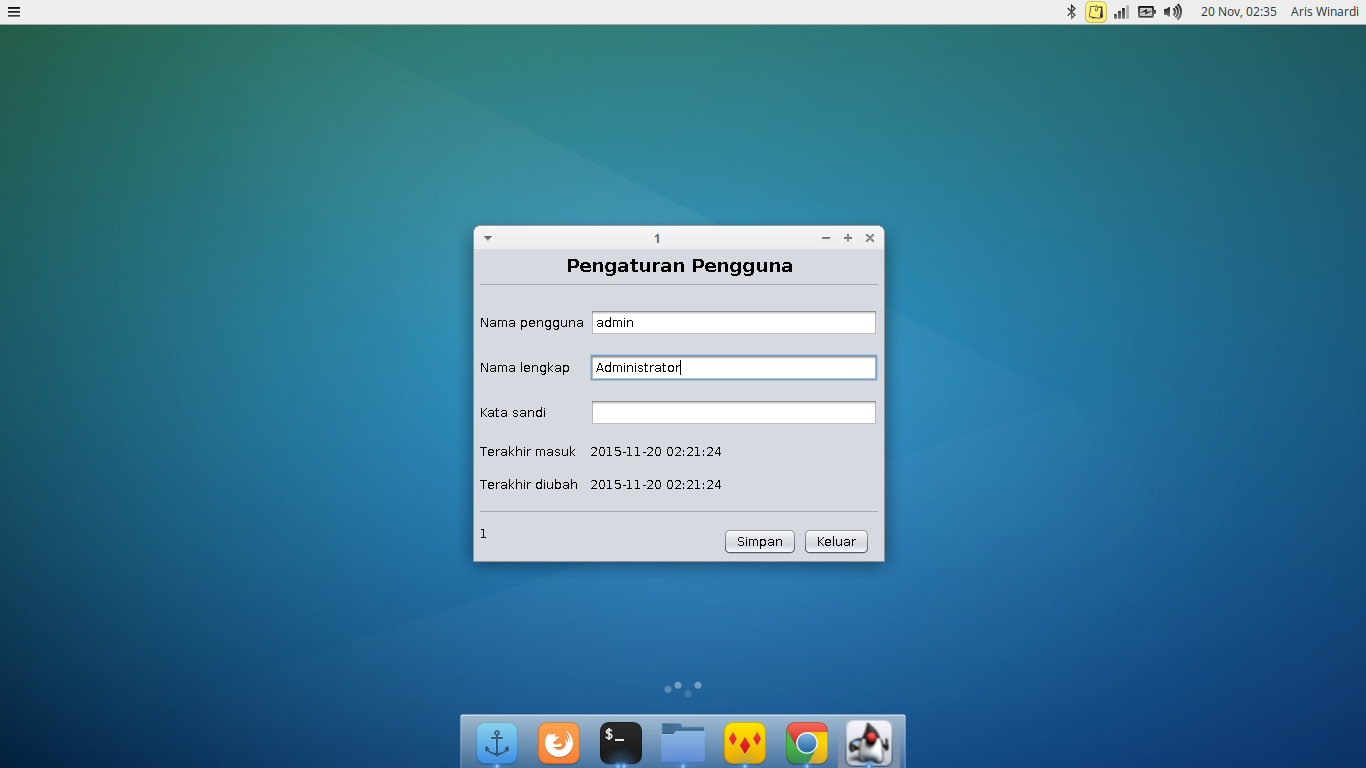 20 Nov, 02:35 Aris Winardi
1
Pengaturan Pengguna
Nama pengguna admin
Nama lengkap Administrator
Kata sandi
Terakhir masuk 2015-11-20 02:21:24
Terakhir diubah 2015-11-20 02:21:24
1
Simpan Keluar
$_